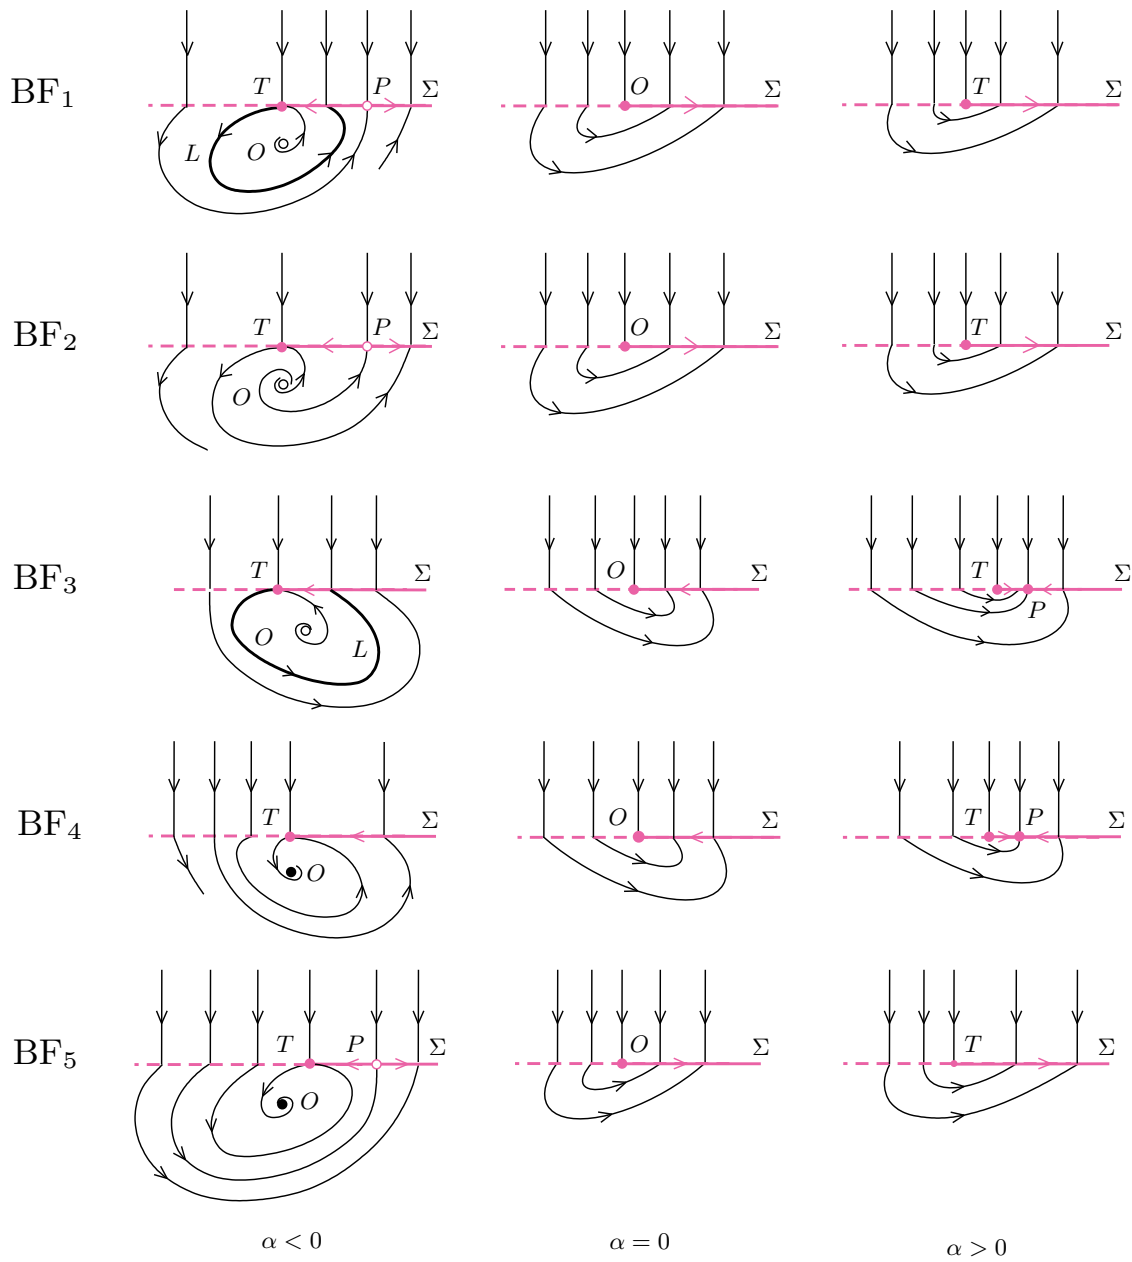 BF₁ T P Σ O Σ T Σ
L O
BF₂ T P Σ O Σ T Σ
O
BF₃ T Σ O Σ T Σ
O L P
BF₄ T Σ O Σ T P Σ
O
BF₅ T P Σ O Σ T Σ
O
α < 0 α = 0 α > 0